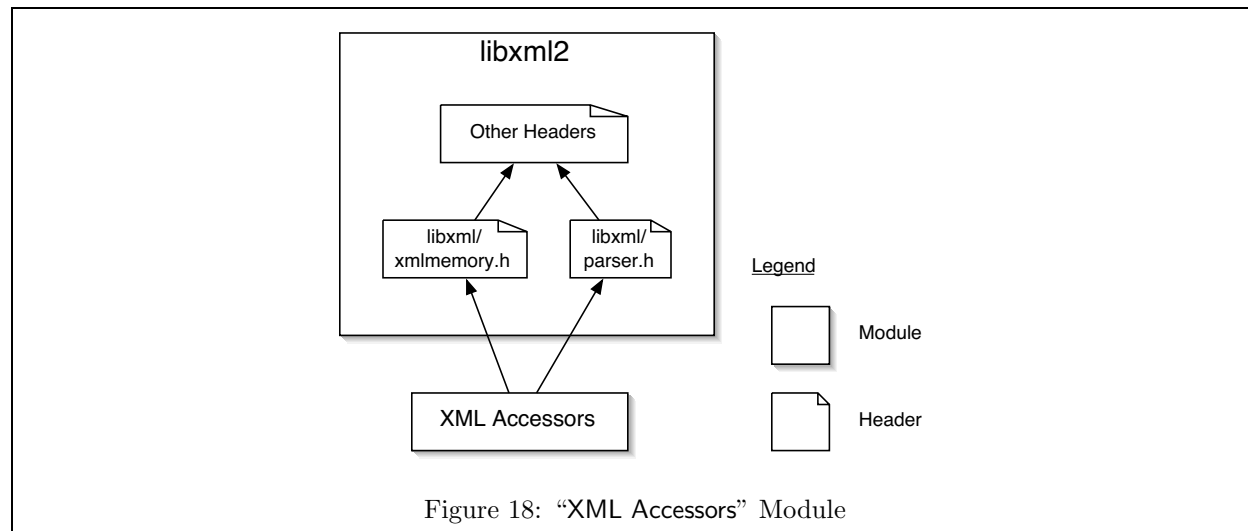 libxml2
Other Headers
libxml/
xmlmemory.h
libxml/
parser.h
Legend
Module
XML Accessors
Header
Figure 18: “XML Accessors” Module